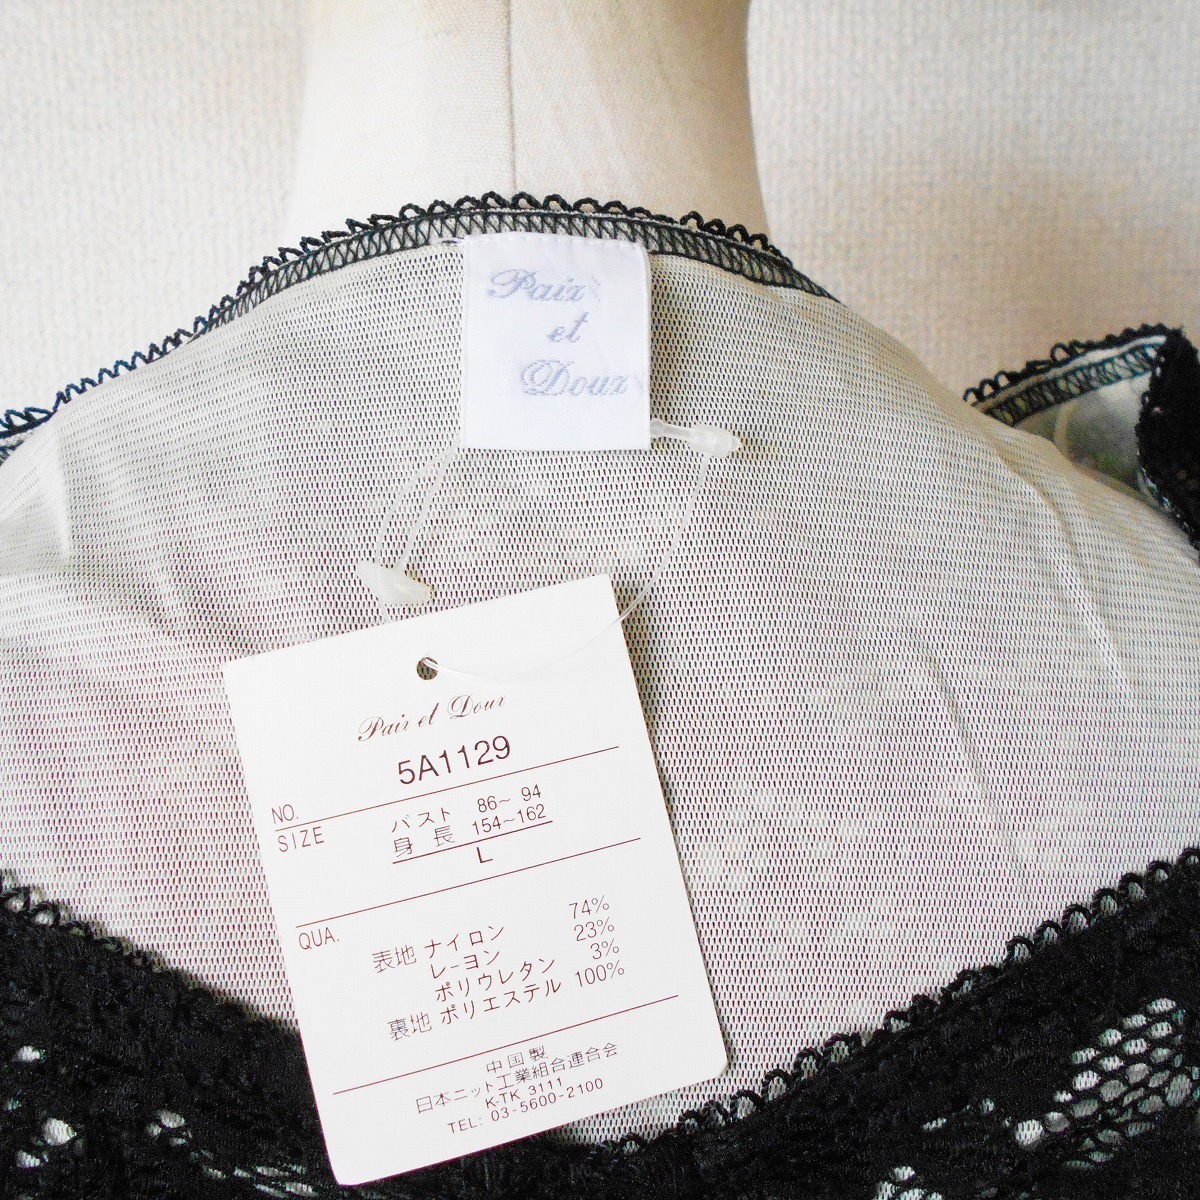 Pair
et
Doux
Pair et Doux
NO. 5A1129
SIZE バスト 86～94
身長 154～162
L
QUA. 表地 ナイロン 74%
レーヨン 23%
ポリウレタン 3%
裏地 ポリエステル 100%
中国製
日本ニット工業組合連合会
K-TK 3111
TEL: 03-5600-2100